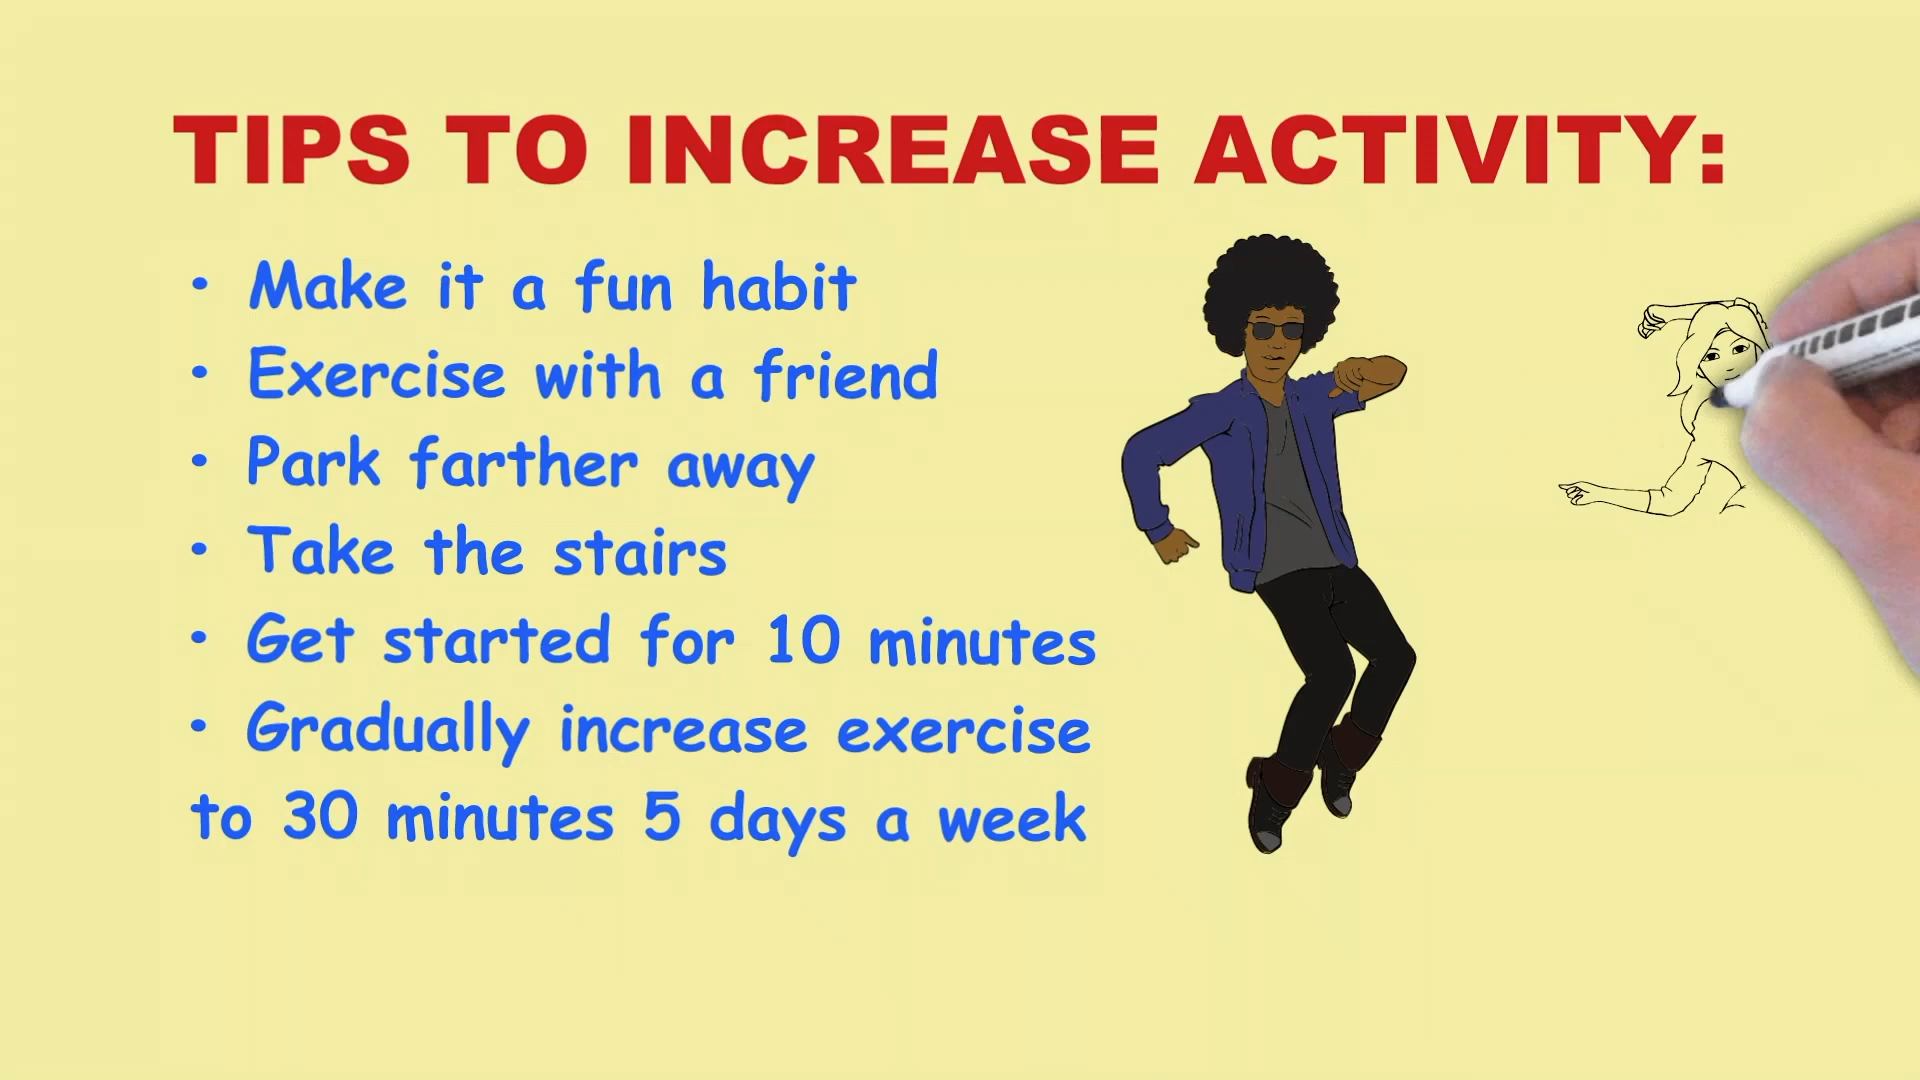 TIPS TO INCREASE ACTIVITY:
• Make it a fun habit
• Exercise with a friend
• Park farther away
• Take the stairs
• Get started for 10 minutes
• Gradually increase exercise
to 30 minutes 5 days a week